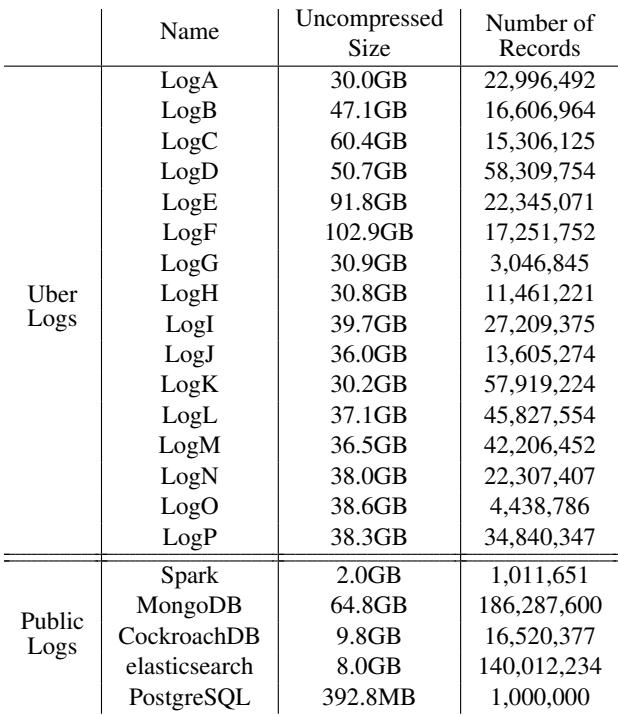 Name Uncompressed Size Number of Records
Uber Logs
LogA 30.0GB 22,996,492
LogB 47.1GB 16,606,964
LogC 60.4GB 15,306,125
LogD 50.7GB 58,309,754
LogE 91.8GB 22,345,071
LogF 102.9GB 17,251,752
LogG 30.9GB 3,046,845
LogH 30.8GB 11,461,221
LogI 39.7GB 27,209,375
LogJ 36.0GB 13,605,274
LogK 30.2GB 57,919,224
LogL 37.1GB 45,827,554
LogM 36.5GB 42,206,452
LogN 38.0GB 22,307,407
LogO 38.6GB 4,438,786
LogP 38.3GB 34,840,347
Public Logs
Spark 2.0GB 1,011,651
MongoDB 64.8GB 186,287,600
CockroachDB 9.8GB 16,520,377
elasticsearch 8.0GB 140,012,234
PostgreSQL 392.8MB 1,000,000